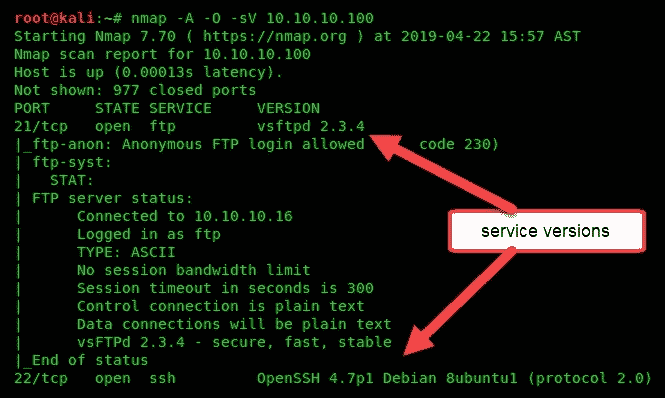 root@kali:~# nmap -A -O -sV 10.10.10.100
Starting Nmap 7.70 ( https://nmap.org ) at 2019-04-22 15:57 AST
Nmap scan report for 10.10.10.100
Host is up (0.00013s latency).
Not shown: 977 closed ports
PORT     STATE SERVICE     VERSION
21/tcp   open  ftp         vsftpd 2.3.4
|_ftp-anon: Anonymous FTP login allowed      code 230)
| ftp-syst:
|   STAT:
| FTP server status:
|      Connected to 10.10.10.16
|      Logged in as ftp
|      TYPE: ASCII
|      No session bandwidth limit
|      Session timeout in seconds is 300
|      Control connection is plain text
|      Data connections will be plain text
|      vsFTPd 2.3.4 - secure, fast, stable
|_End of status
22/tcp   open  ssh         OpenSSH 4.7p1 Debian 8ubuntu1 (protocol 2.0)
service versions